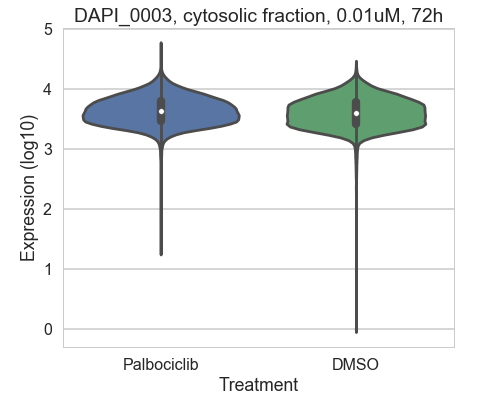 DAPI_0003, cytosolic fraction, 0.01uM, 72h
5
4
3
2
1
0
Expression (log10)
Palbociclib DMSO
Treatment